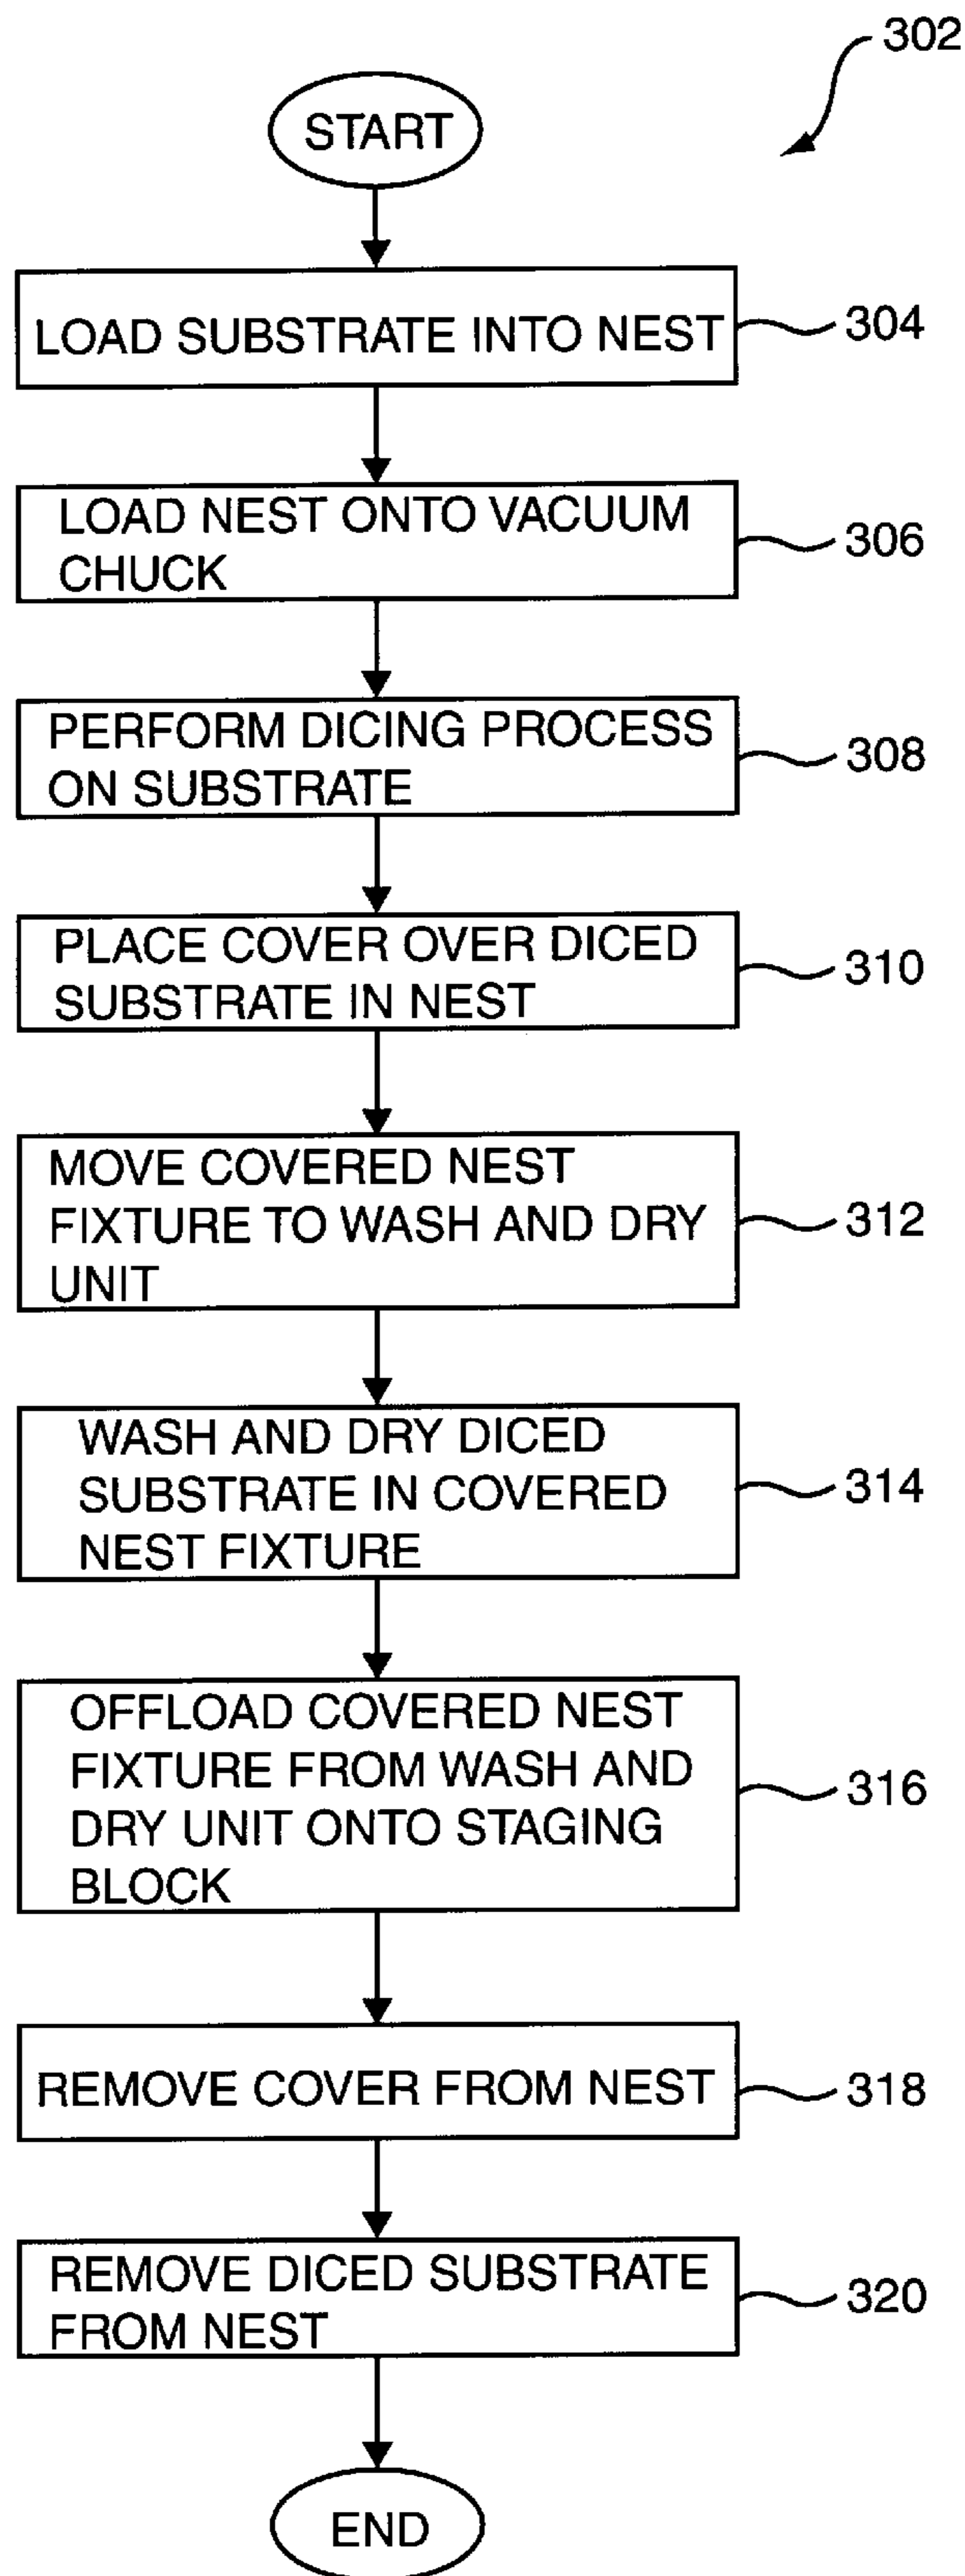 302
START
LOAD SUBSTRATE INTO NEST
304
LOAD NEST ONTO VACUUM
CHUCK
306
PERFORM DICING PROCESS
ON SUBSTRATE
308
PLACE COVER OVER DICED
SUBSTRATE IN NEST
310
MOVE COVERED NEST
FIXTURE TO WASH AND DRY
UNIT
312
WASH AND DRY DICED
SUBSTRATE IN COVERED
NEST FIXTURE
314
OFFLOAD COVERED NEST
FIXTURE FROM WASH AND
DRY UNIT ONTO STAGING
BLOCK
316
REMOVE COVER FROM NEST
318
REMOVE DICED SUBSTRATE
FROM NEST
320
END